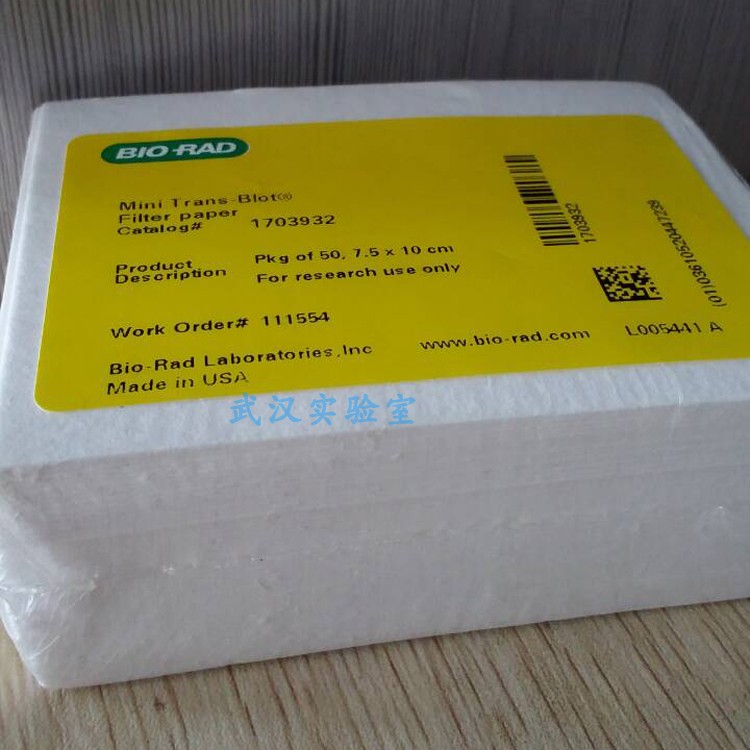 BIO-RAD
Mini Trans-Blot®
Filter paper
Catalog# 1703932
Product Description
Pkg of 50, 7.5 x 10 cm
For research use only
Work Order# 111554
Bio-Rad Laboratories,Inc
Made in USA
www.bio-rad.com
L005441 A
1703932
(01)03610520447239
武汉实验室